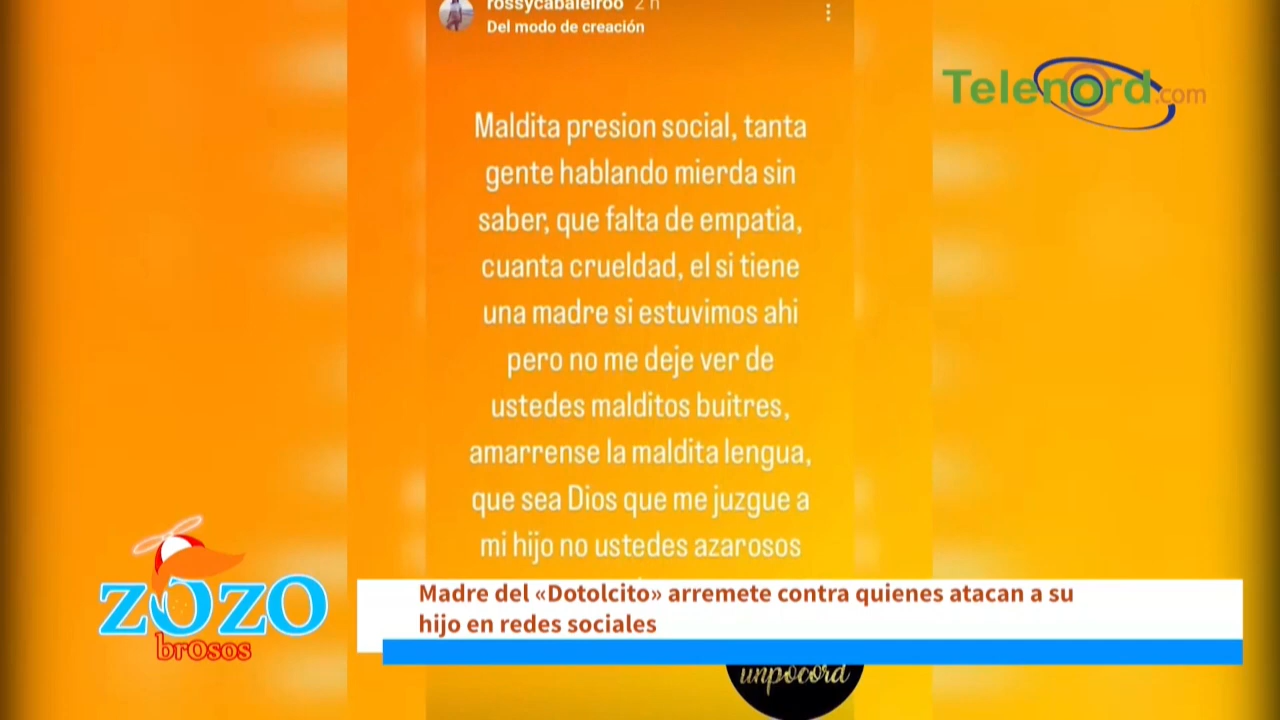 rossycabaleiroo 2 h
Del modo de creación
Telenord.com
Maldita presion social, tanta
gente hablando mierda sin
saber, que falta de empatia,
cuanta crueldad, el si tiene
una madre si estuvimos ahi
pero no me deje ver de
ustedes malditos buitres,
amarrense la maldita lengua,
que sea Dios que me juzgue a
mi hijo no ustedes azarosos
zozo
brOsos
Madre del «Dotolcito» arremete contra quienes atacan a su
hijo en redes sociales
unpocord